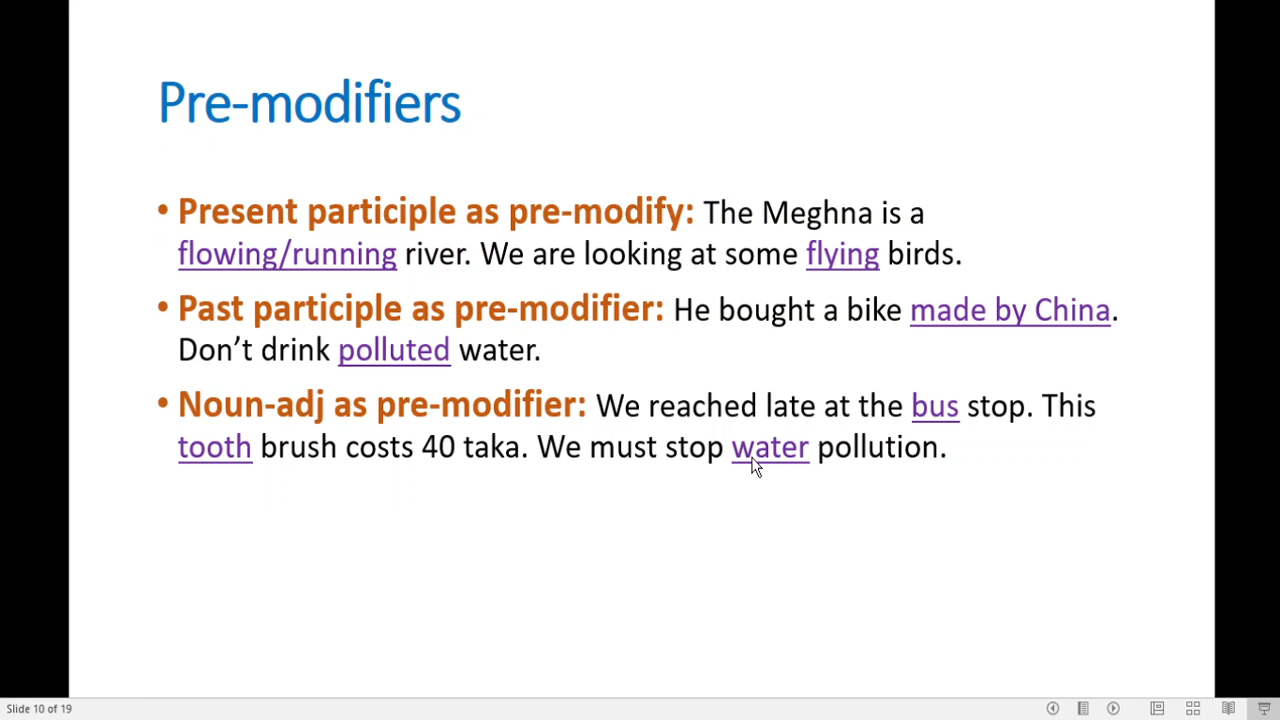 Pre-modifiers
• Present participle as pre-modify: The Meghna is a
flowing/running river. We are looking at some flying birds.
• Past participle as pre-modifier: He bought a bike made by China.
Don’t drink polluted water.
• Noun-adj as pre-modifier: We reached late at the bus stop. This
tooth brush costs 40 taka. We must stop water pollution.
Slide 10 of 19